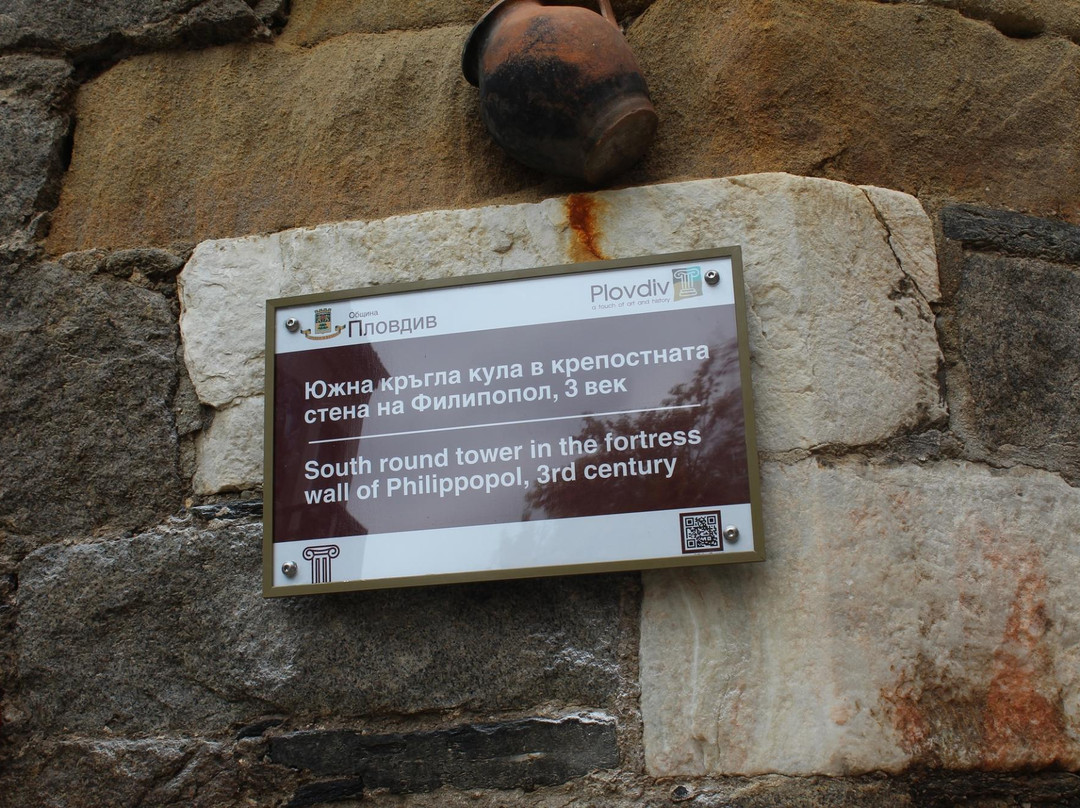 Община
Пловдив
Plovdiv
a touch of art and history
Южна кръгла кула в крепостната
стена на Филипопол, 3 век
South round tower in the fortress
wall of Philippopol, 3rd century